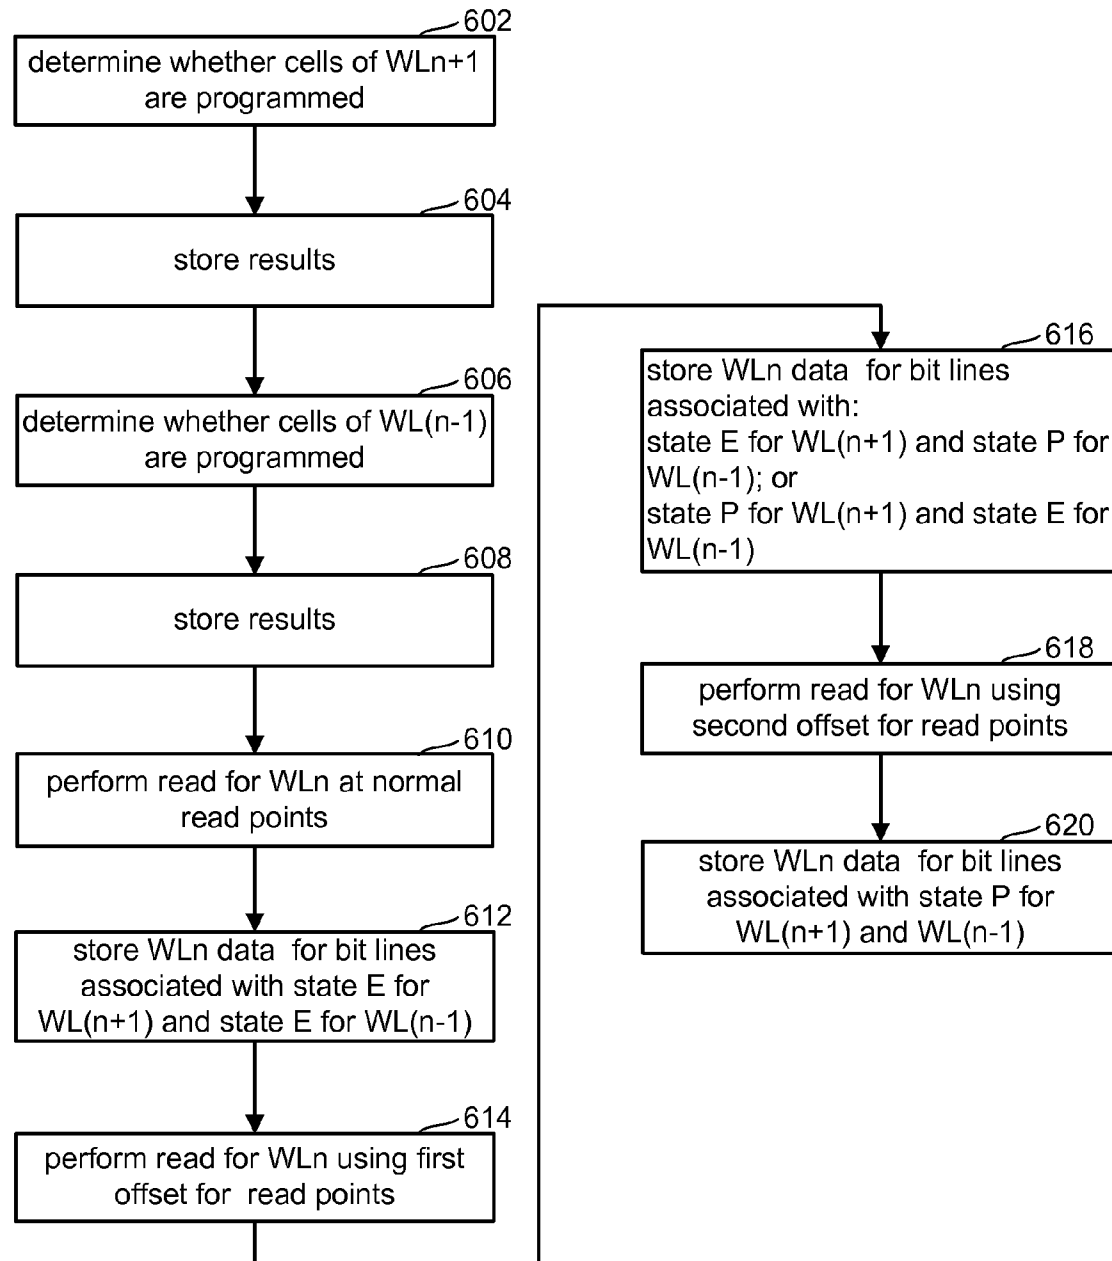 602
determine whether cells of WLn+1
are programmed
604
store results
606
determine whether cells of WL(n-1)
are programmed
608
store results
610
perform read for WLn at normal
read points
612
store WLn data for bit lines
associated with state E for
WL(n+1) and state E for WL(n-1)
614
perform read for WLn using first
offset for read points
616
store WLn data for bit lines
associated with:
state E for WL(n+1) and state P for
WL(n-1); or
state P for WL(n+1) and state E for
WL(n-1)
618
perform read for WLn using
second offset for read points
620
store WLn data for bit lines
associated with state P for
WL(n+1) and WL(n-1)